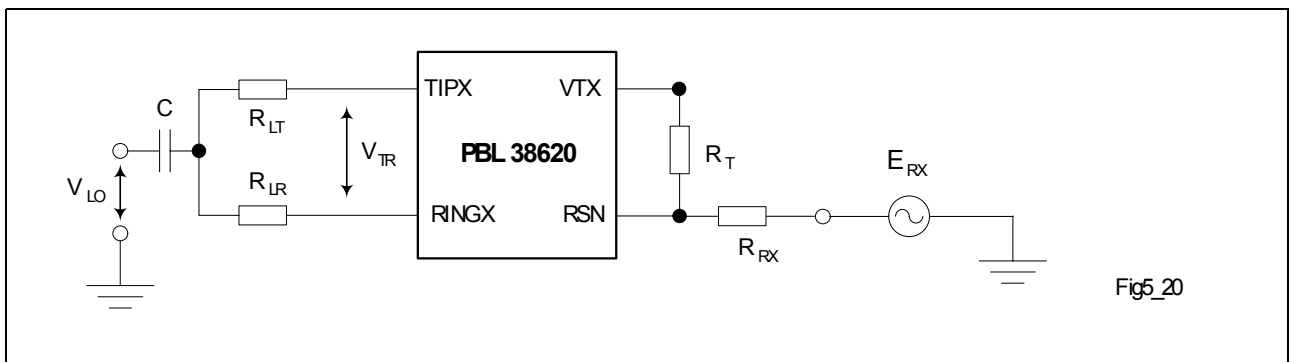 TIPX VTX
C
R LT
E RX
PBL 38620
V TR
R T
V LO
R LR
RINGX RSN
R RX
Fig5_20